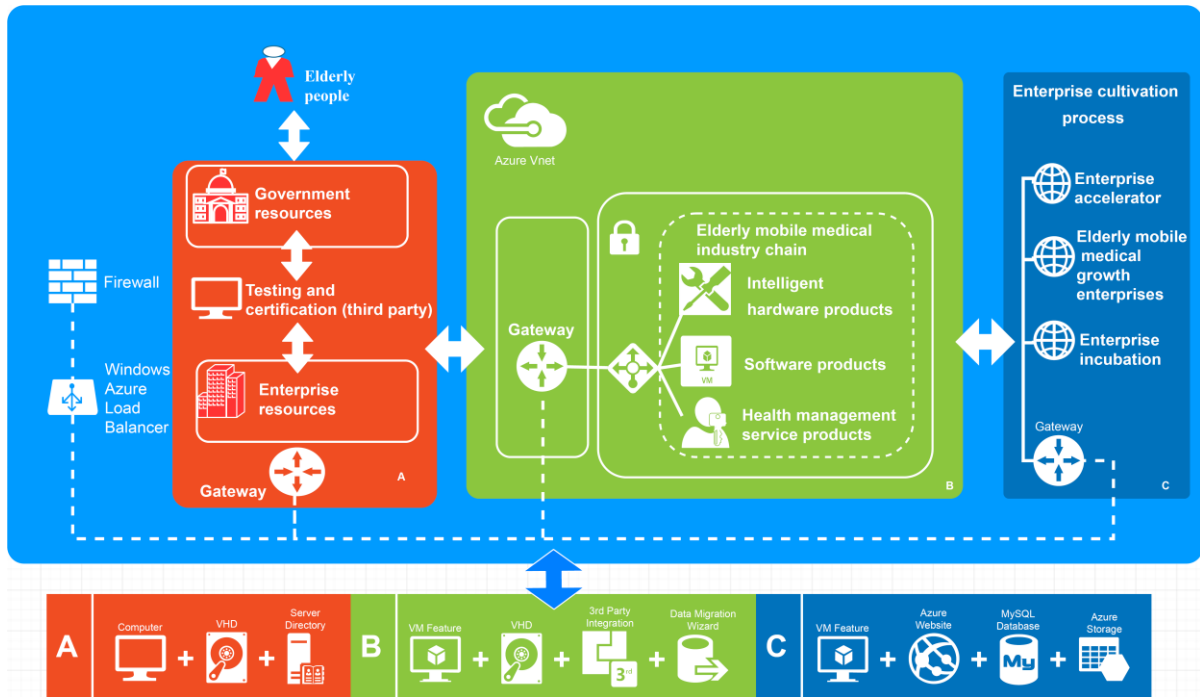 Elderly
people
Government
resources
Testing and
certification (third party)
Enterprise
resources
Gateway
A
Firewall
Windows
Azure
Load
Balancer
Azure Vnet
Gateway
Elderly mobile medical
industry chain
Intelligent
hardware products
Software products
VM
Health management
service products
B
Enterprise cultivation
process
Enterprise
accelerator
Elderly mobile
medical
growth
enterprises
Enterprise
incubation
Gateway
C
A
Computer
+
VHD
+
Server
Directory
B
VM Feature
+
VHD
+
3rd Party
Integration
3rd
+
Data Migration
Wizard
C
VM Feature
+
Azure
Website
+
MySQL
Database
My
+
Azure
Storage